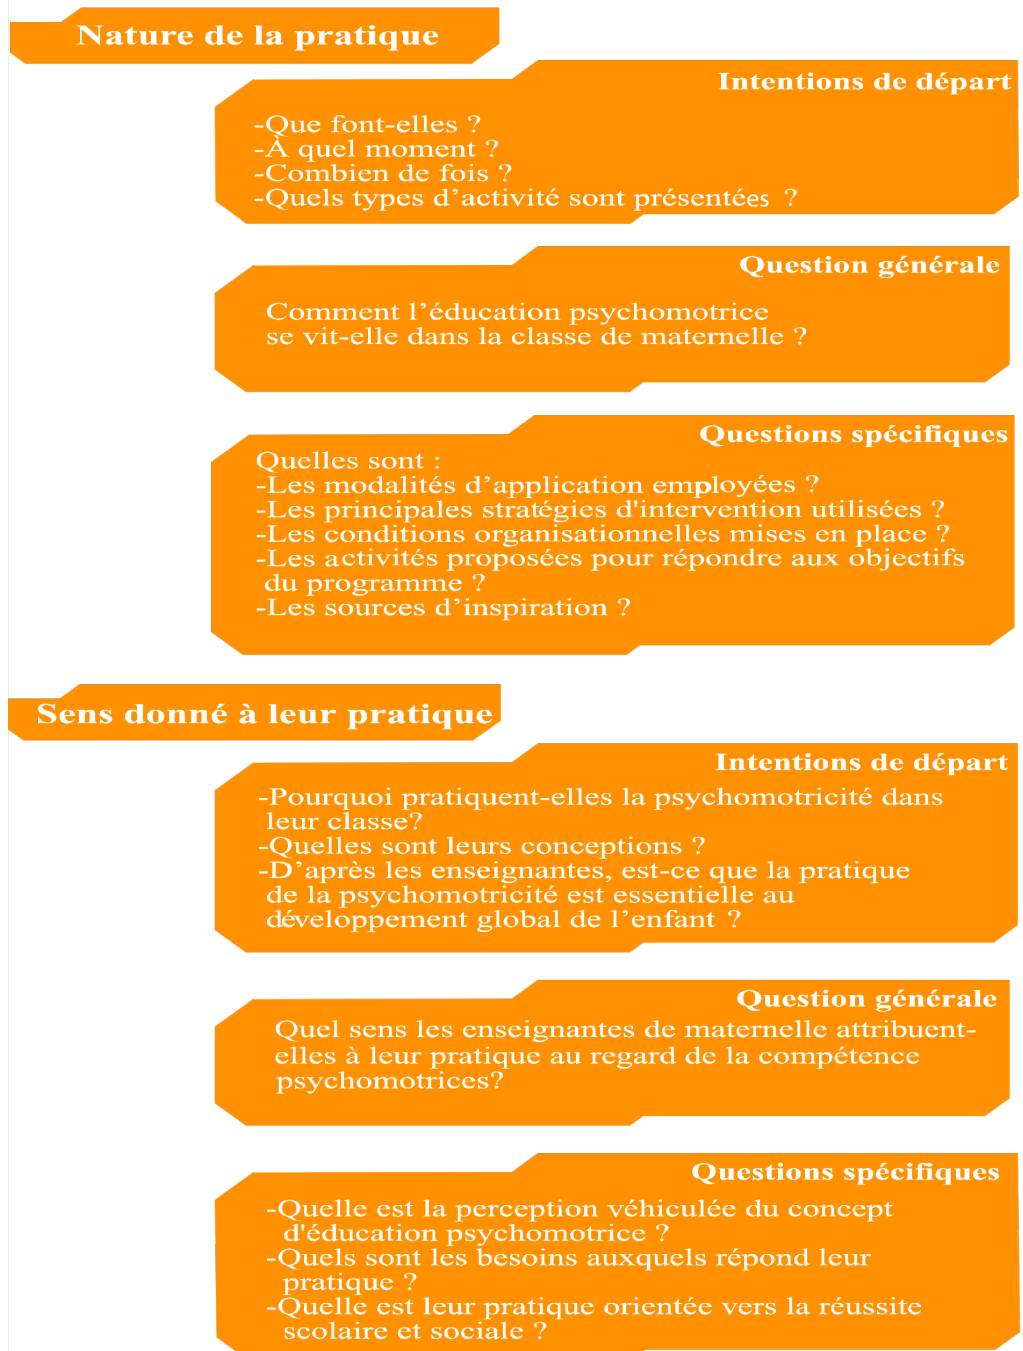 Nature de la pratique
Intentions de départ
-Que font-elles ?
-À quel moment ?
-Combien de fois ?
-Quels types d’activité sont présentées ?
Question générale
Comment l’éducation psychomotrice
se vit-elle dans la classe de maternelle ?
Questions spécifiques
Quelles sont :
-Les modalités d’application employées ?
-Les principales stratégies d'intervention utilisées ?
-Les conditions organisationnelles mises en place ?
-Les activités proposées pour répondre aux objectifs
du programme ?
-Les sources d’inspiration ?
Sens donné à leur pratique
Intentions de départ
-Pourquoi pratiquent-elles la psychomotricité dans
leur classe?
-Quelles sont leurs conceptions ?
-D’après les enseignantes, est-ce que la pratique
de la psychomotricité est essentielle au
développement global de l’enfant ?
Question générale
Quel sens les enseignantes de maternelle attribuent-
elles à leur pratique au regard de la compétence
psychomotrices?
Questions spécifiques
-Quelle est la perception véhiculée du concept
d'éducation psychomotrice ?
-Quels sont les besoins auxquels répond leur
pratique ?
-Quelle est leur pratique orientée vers la réussite
scolaire et sociale ?